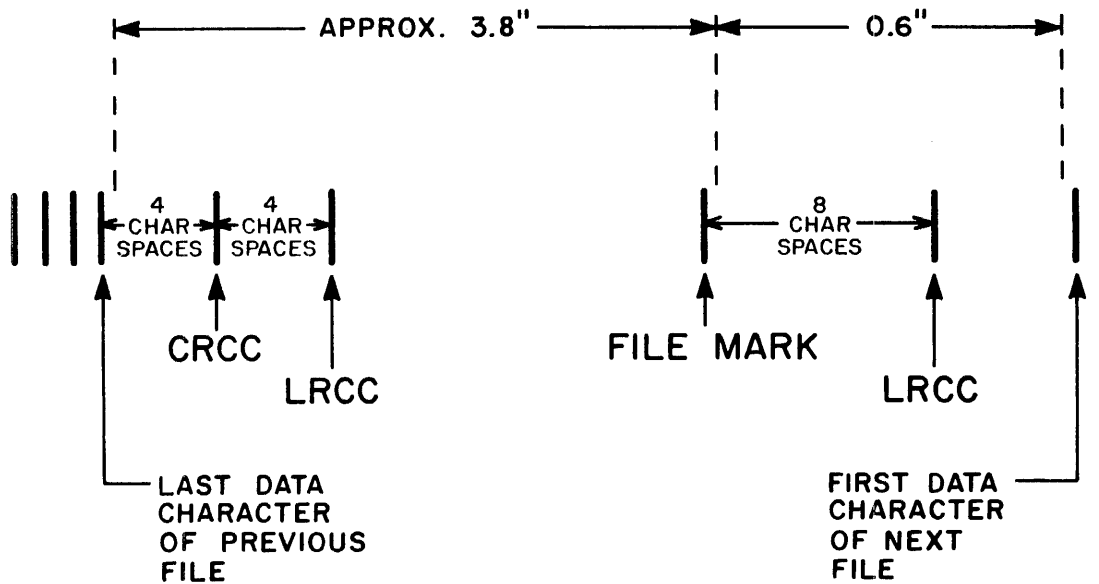 APPROX. 3.8"
0.6"
4
CHAR
SPACES
4
CHAR
SPACES
8
CHAR
SPACES
CRCC
LRCC
FILE MARK
LRCC
LAST DATA
CHARACTER
OF PREVIOUS
FILE
FIRST DATA
CHARACTER
OF NEXT
FILE